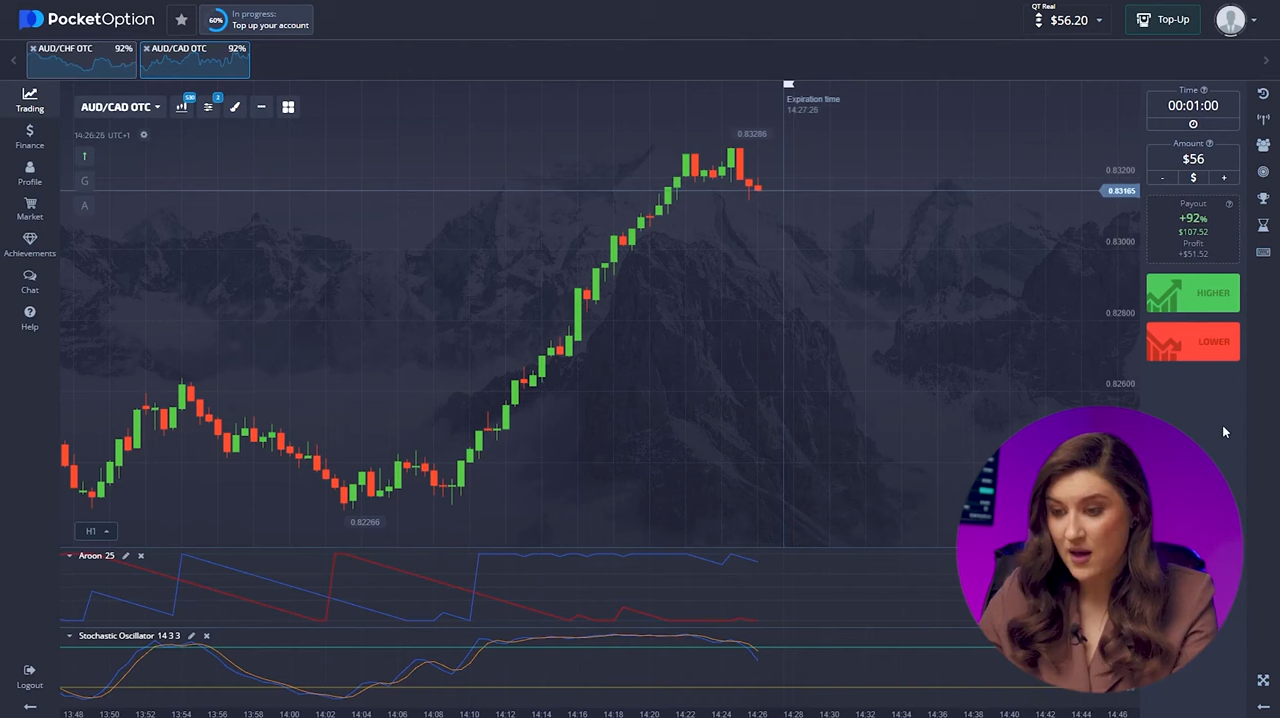 PocketOption
60%
In progress:
Top up your account
QT Real
$56.20
Top-Up
AUD/CHF OTC 92%
AUD/CAD OTC 92%
Trading
Finance
Profile
Market
Achievements
Chat
Help
Logout
AUD/CAD OTC
2
14:26:26 UTC+1
G
A
Expiration time
14:27:26
0.83286
0.83200
0.83165
0.83000
0.82800
0.82600
0.82266
H1
Time
00:01:00
Amount
$56
- $ +
Payout
+92%
$107.52
Profit
+$51.52
HIGHER
LOWER
Aroon 25
Stochastic Oscillator 14 3 3
13:48 13:50 13:52 13:54 13:56 13:58 14:00 14:02 14:04 14:06 14:08 14:10 14:12 14:14 14:16 14:18 14:20 14:22 14:24 14:26 14:28 14:30 14:32 14:34 14:36 14:38 14:40 14:42 14:44 14:46